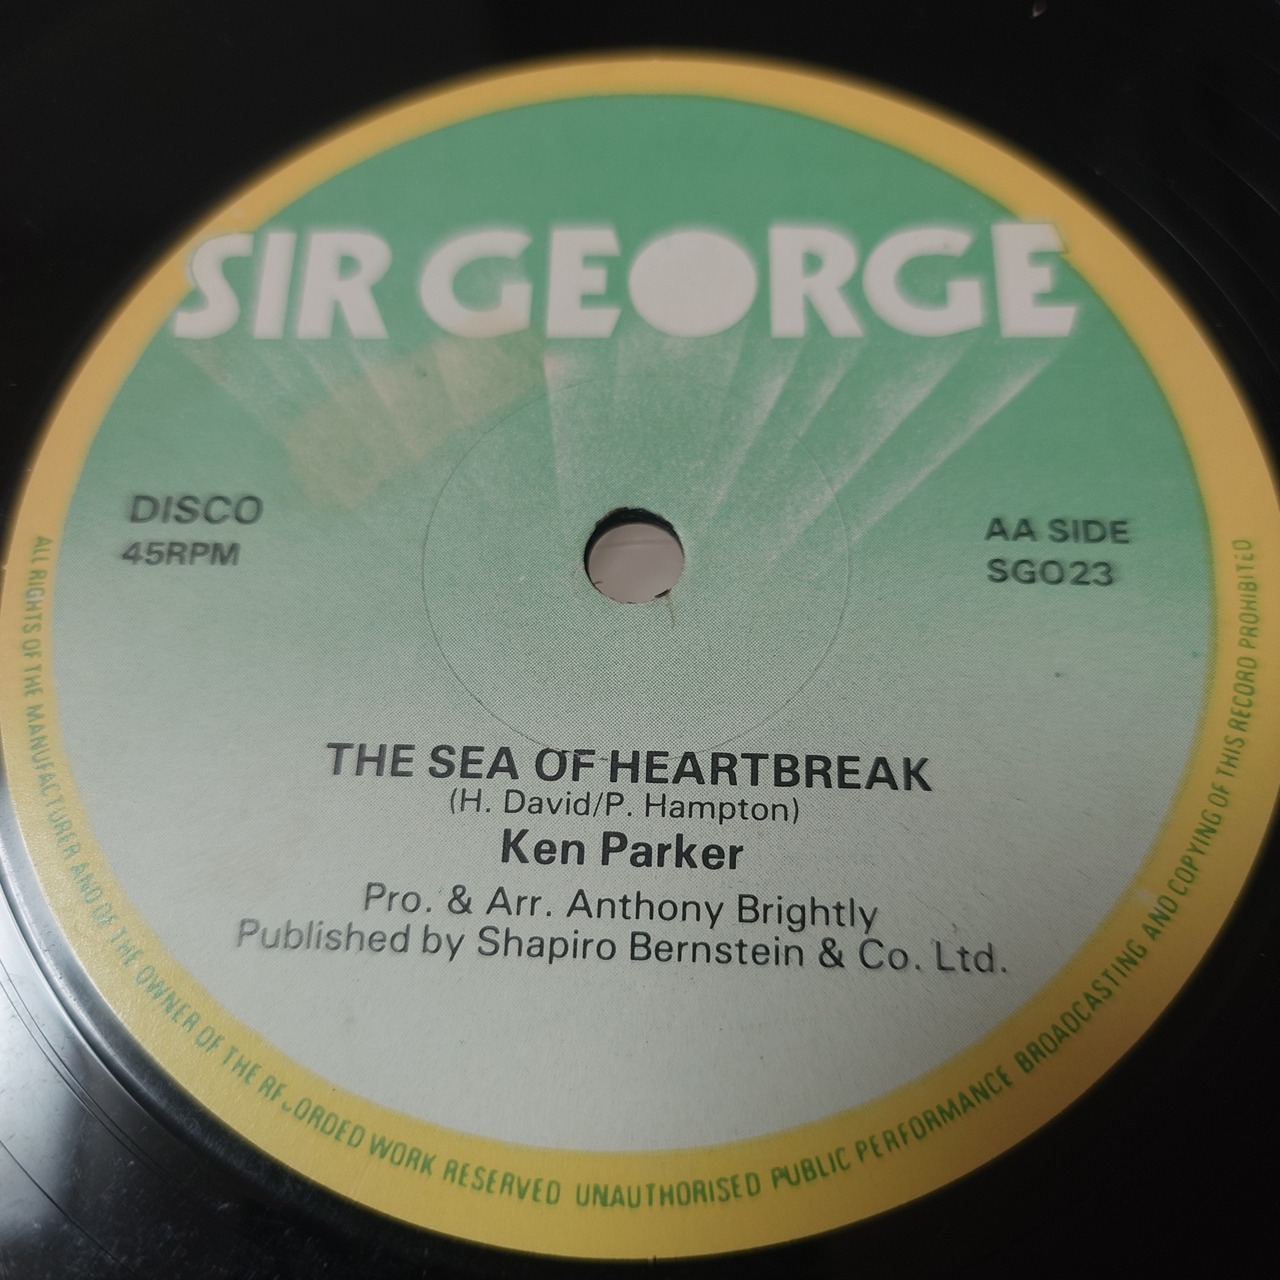 SIR GEORGE
DISCO
45RPM
AA SIDE
SG023
THE SEA OF HEARTBREAK
(H. David/P. Hampton)
Ken Parker
Pro. & Arr. Anthony Brightly
Published by Shapiro Bernstein & Co. Ltd.
ALL RIGHTS OF THE MANUFACTURER AND OF THE OWNER OF THE RECORDED WORK RESERVED UNAUTHORISED PUBLIC PERFORMANCE BROADCASTING AND COPYING OF THIS RECORD PROHIBITED